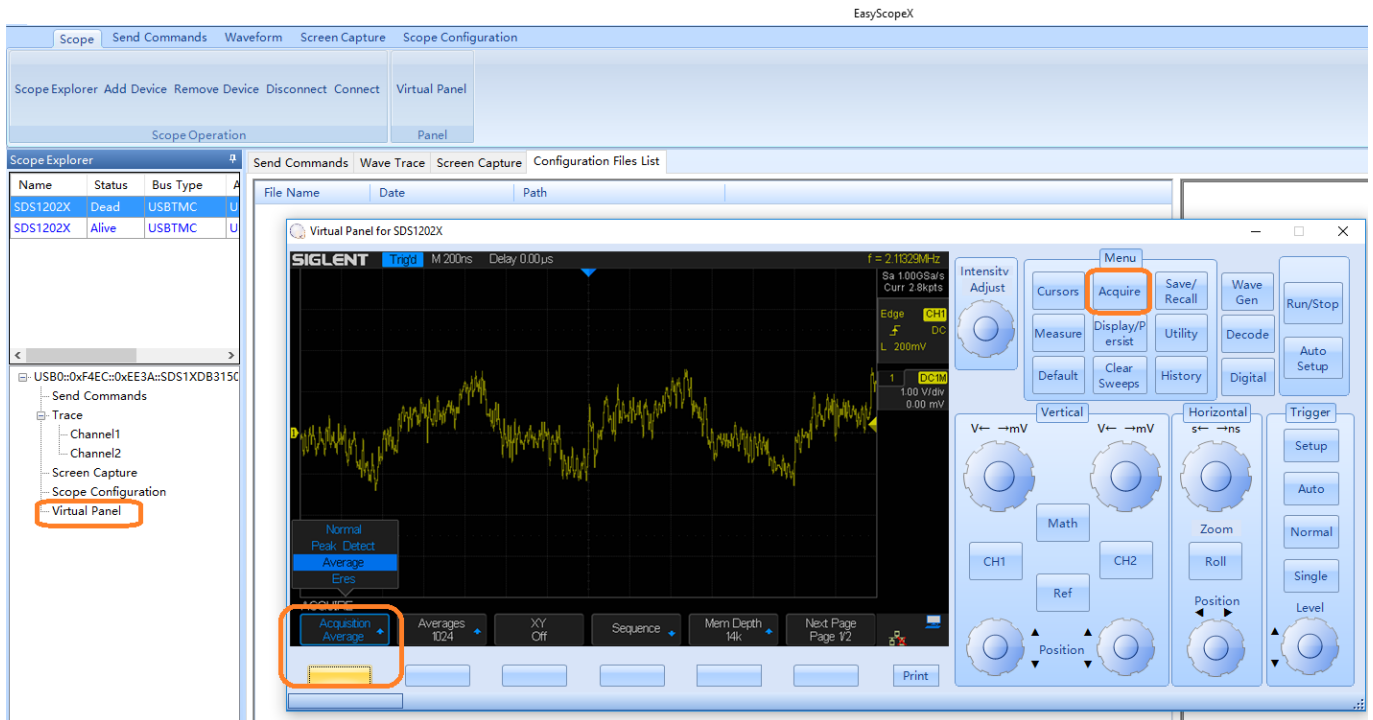 EasyScopeX
Scope Send Commands Waveform Screen Capture Scope Configuration
Scope Explorer Add Device Remove Device Disconnect Connect Virtual Panel
Scope Operation Panel
Scope Explorer
Name Status Bus Type A
SDS1202X Dead USBTMC U
SDS1202X Alive USBTMC U
USB0::0xF4EC::0xEE3A::SDS1XDB3150
Send Commands
Trace
Channel1
Channel2
Screen Capture
Scope Configuration
Virtual Panel
Send Commands Wave Trace Screen Capture Configuration Files List
File Name Date Path
Virtual Panel for SDS1202X
SIGLENT Trig'd M 200ns Delay 0.00µs f = 2.11329MHz
Sa 1.00GSa/s
Curr 2.8kpts
Edge CH1
DC
L 200mV
1 DC1M
1.00 V/div
0.00 mV
1
Normal
Peak Detect
Average
Eres
ACQUIRE
Acquisition
Average
Averages
1024
XY
Off
Sequence
Mem Depth
14k
Next Page
Page 1/2
Print
Intensity
Adjust
Menu
Cursors Acquire Save/
Recall
Wave
Gen
Measure Display/P
ersist
Utility Decode
Default Clear
Sweeps
History Digital
Run/Stop
Auto
Setup
Vertical
V← →mV V← →mV
Math
CH1 CH2
Ref
Position
Horizontal
s← →ns
Zoom
Roll
Position
Trigger
Setup
Auto
Normal
Single
Level